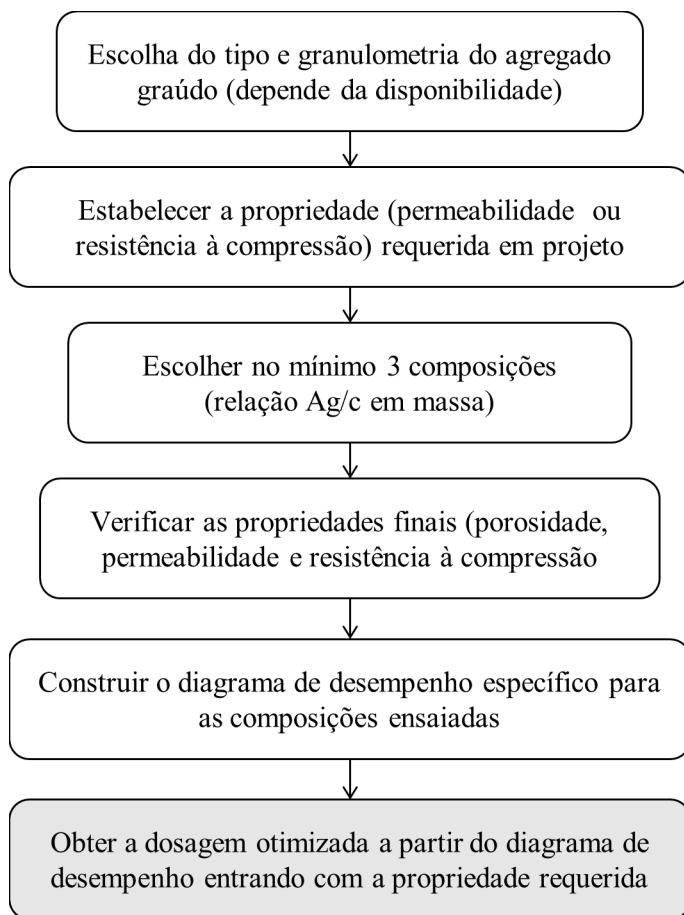 Escolha do tipo e granulometria do agregado
graúdo (depende da disponibilidade)
Estabelecer a propriedade (permeabilidade ou
resistência à compressão) requerida em projeto
Escolher no mínimo 3 composições
(relação Ag/c em massa)
Verificar as propriedades finais (porosidade,
permeabilidade e resistência à compressão
Construir o diagrama de desempenho específico para
as composições ensaiadas
Obter a dosagem otimizada a partir do diagrama de
desempenho entrando com a propriedade requerida